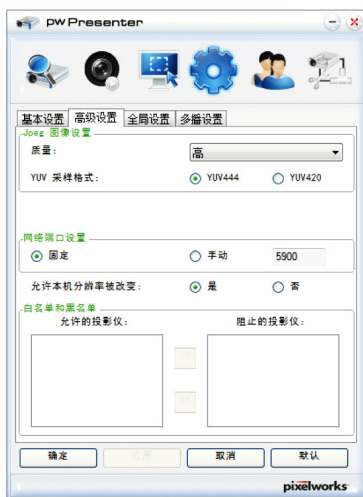 pwPresenter
基本设置 高级设置 全局设置 多播设置
Jpeg 图像设置
质量： 高
YUV 采样格式： YUV444 YUV420
网络端口设置
固定 手动 5900
允许本机分辨率被改变： 是 否
白名单和黑名单
允许的投影仪： 阻止的投影仪：
>>
<<
确定 应用 取消 默认
pixelworks